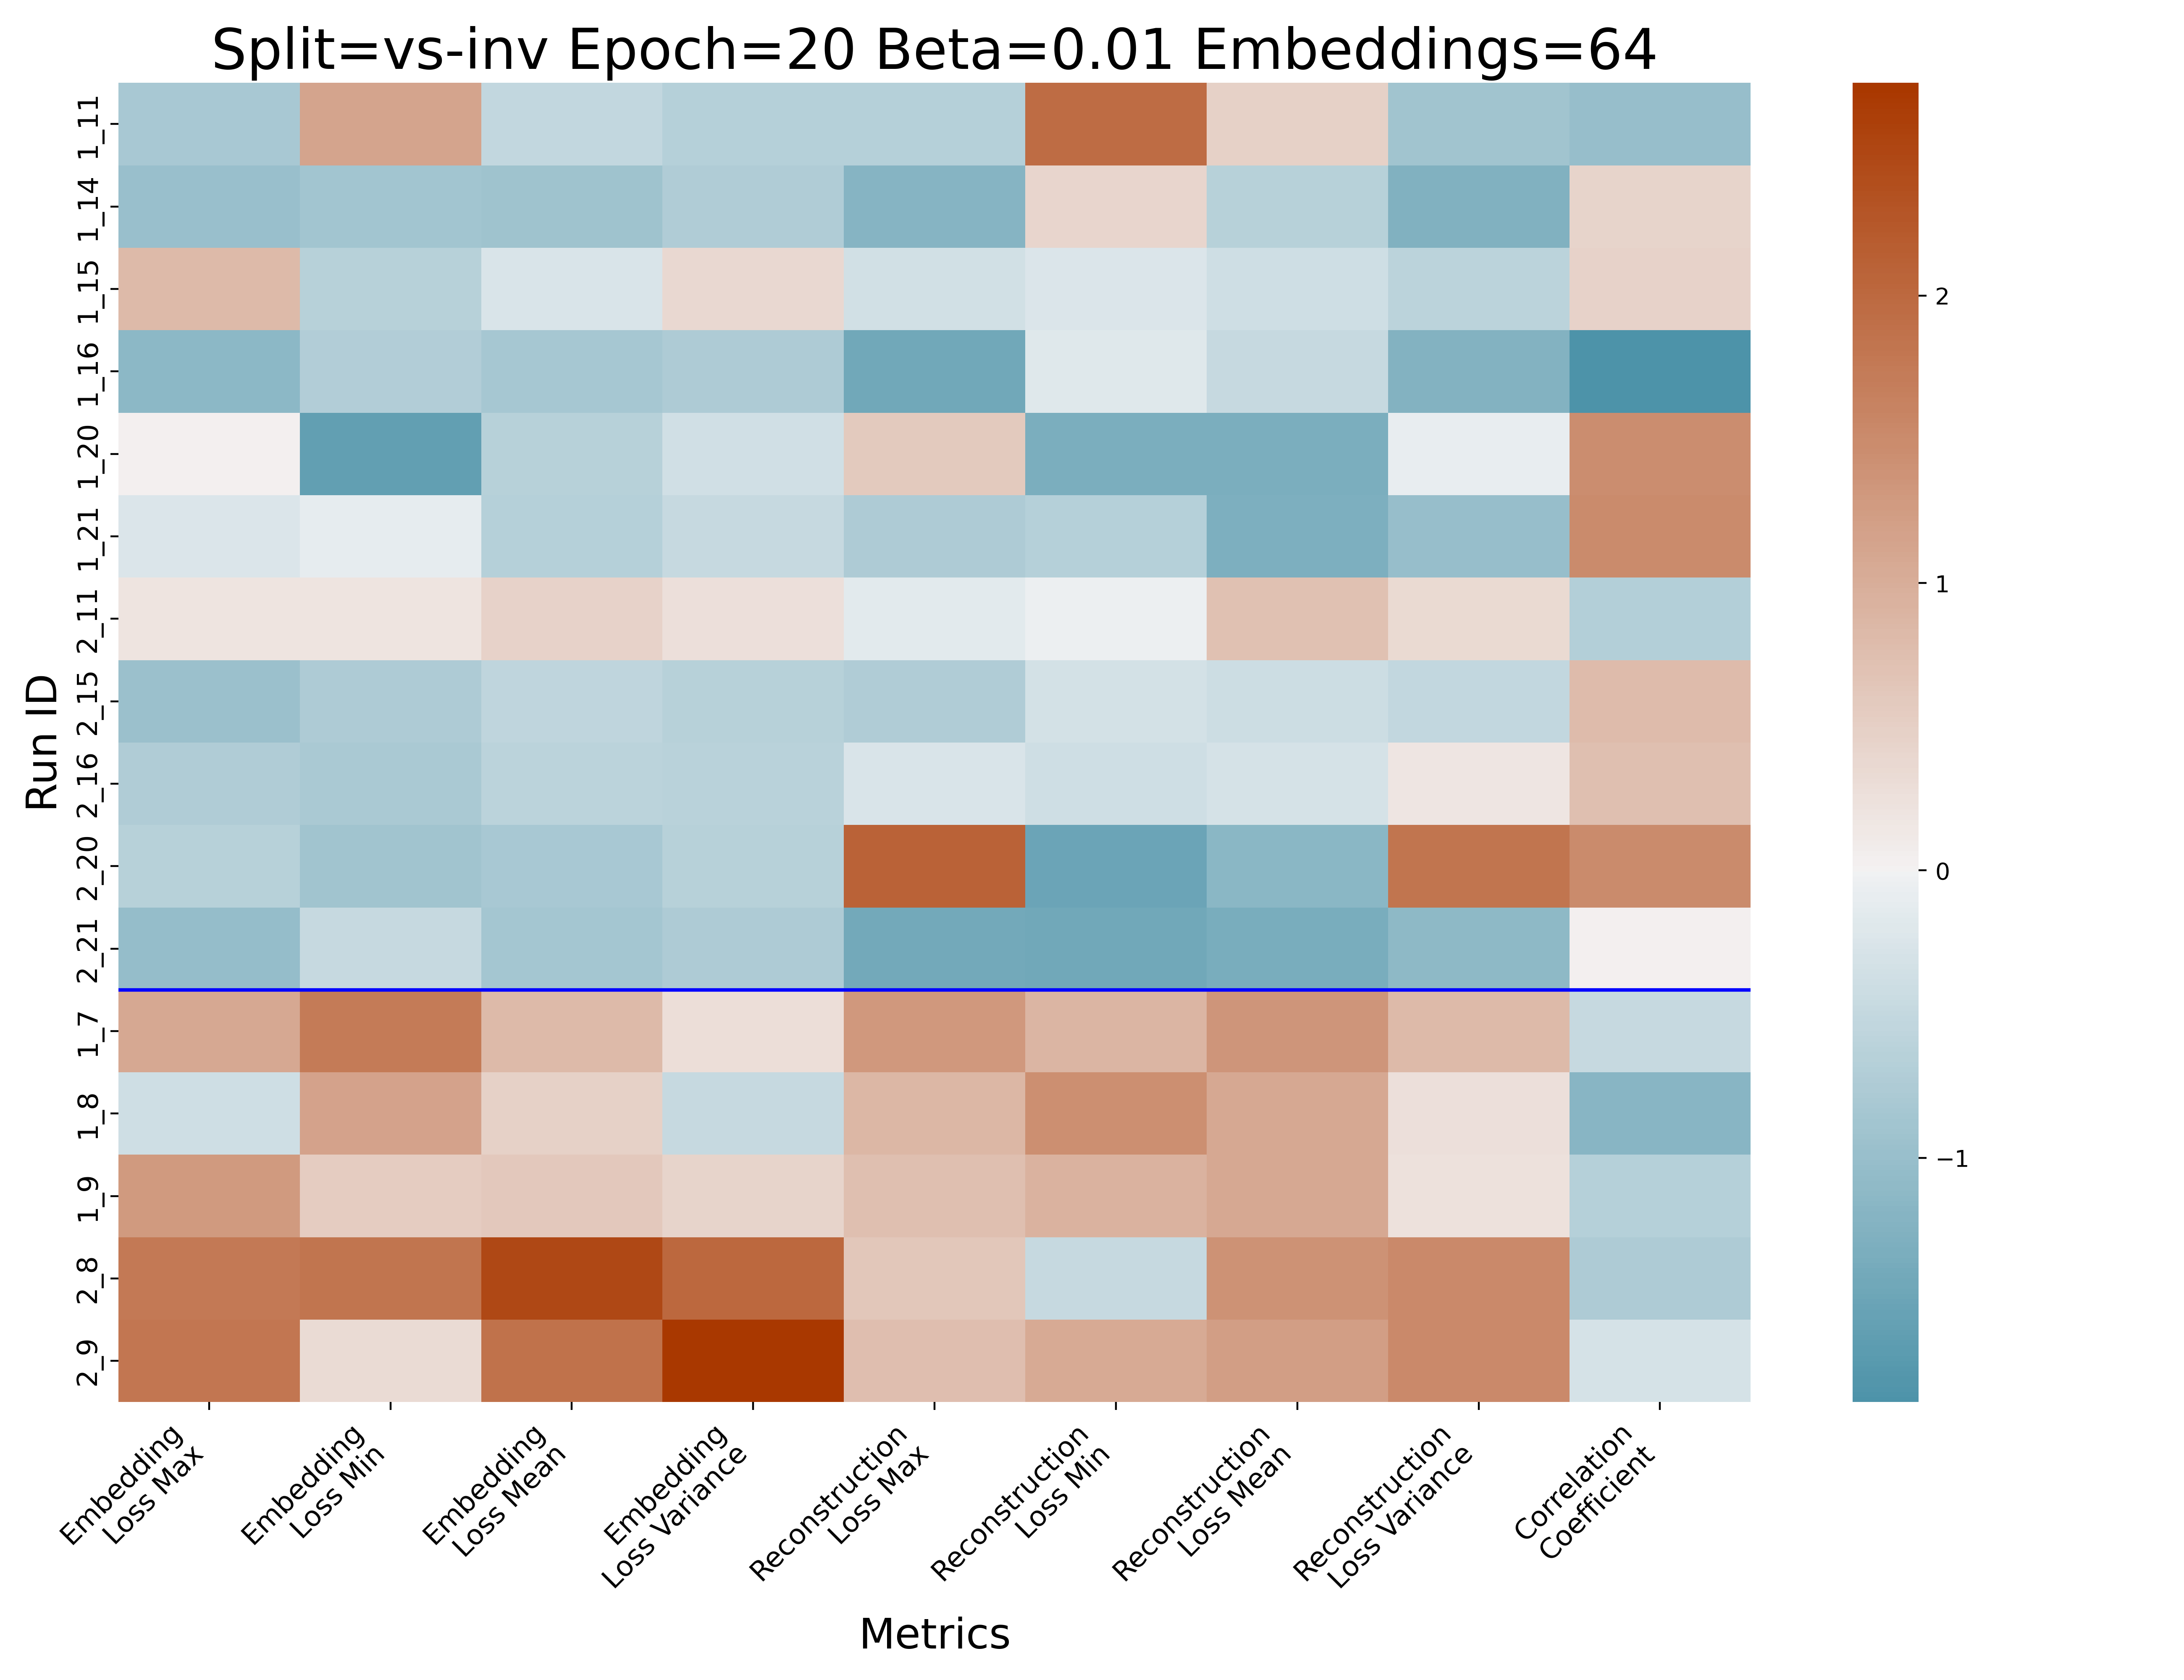 Split=vs-inv Epoch=20 Beta=0.01 Embeddings=64
Run ID
1_11
1_14
1_15
1_16
1_20
1_21
2_11
2_15
2_16
2_20
2_21
1_7
1_8
1_9
2_8
2_9
Embedding
Loss Max
Embedding
Loss Min
Embedding
Loss Mean
Embedding
Loss Variance
Reconstruction
Loss Max
Reconstruction
Loss Min
Reconstruction
Loss Mean
Reconstruction
Loss Variance
Correlation
Coefficient
Metrics
2
1
0
−1